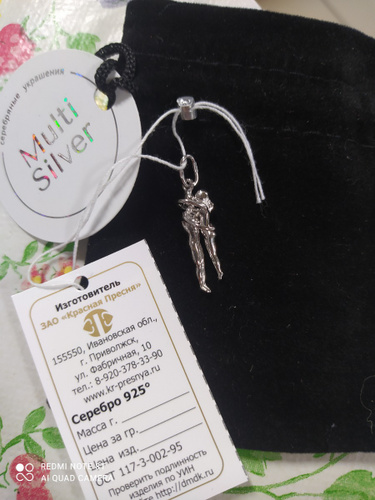 серебряные украшения
Multi
Silver
Изготовитель
ЗАО «Красная Пресня»
155550, Ивановская обл.,
г. Приволжск,
ул. Фабричная, 10
тел.: 8-920-378-33-90
www.kr-presnya.ru
Серебро 925°
Масса г.
Цена за гр.
Цена изд.
117-3-002-95
Проверить подлинность
изделия по УИН
http://dmdk.ru
REDMI NOTE
AI QUAD CAMERA